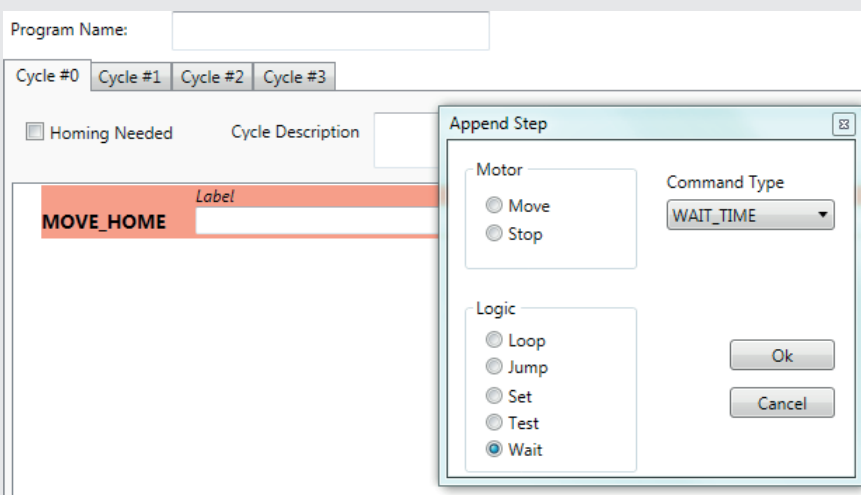 Program Name:
Cycle #0 Cycle #1 Cycle #2 Cycle #3
Homing Needed Cycle Description
Label
MOVE_HOME
Append Step
Motor
Move
Stop
Command Type
WAIT_TIME
Logic
Loop
Jump
Set
Test
Wait
Ok
Cancel